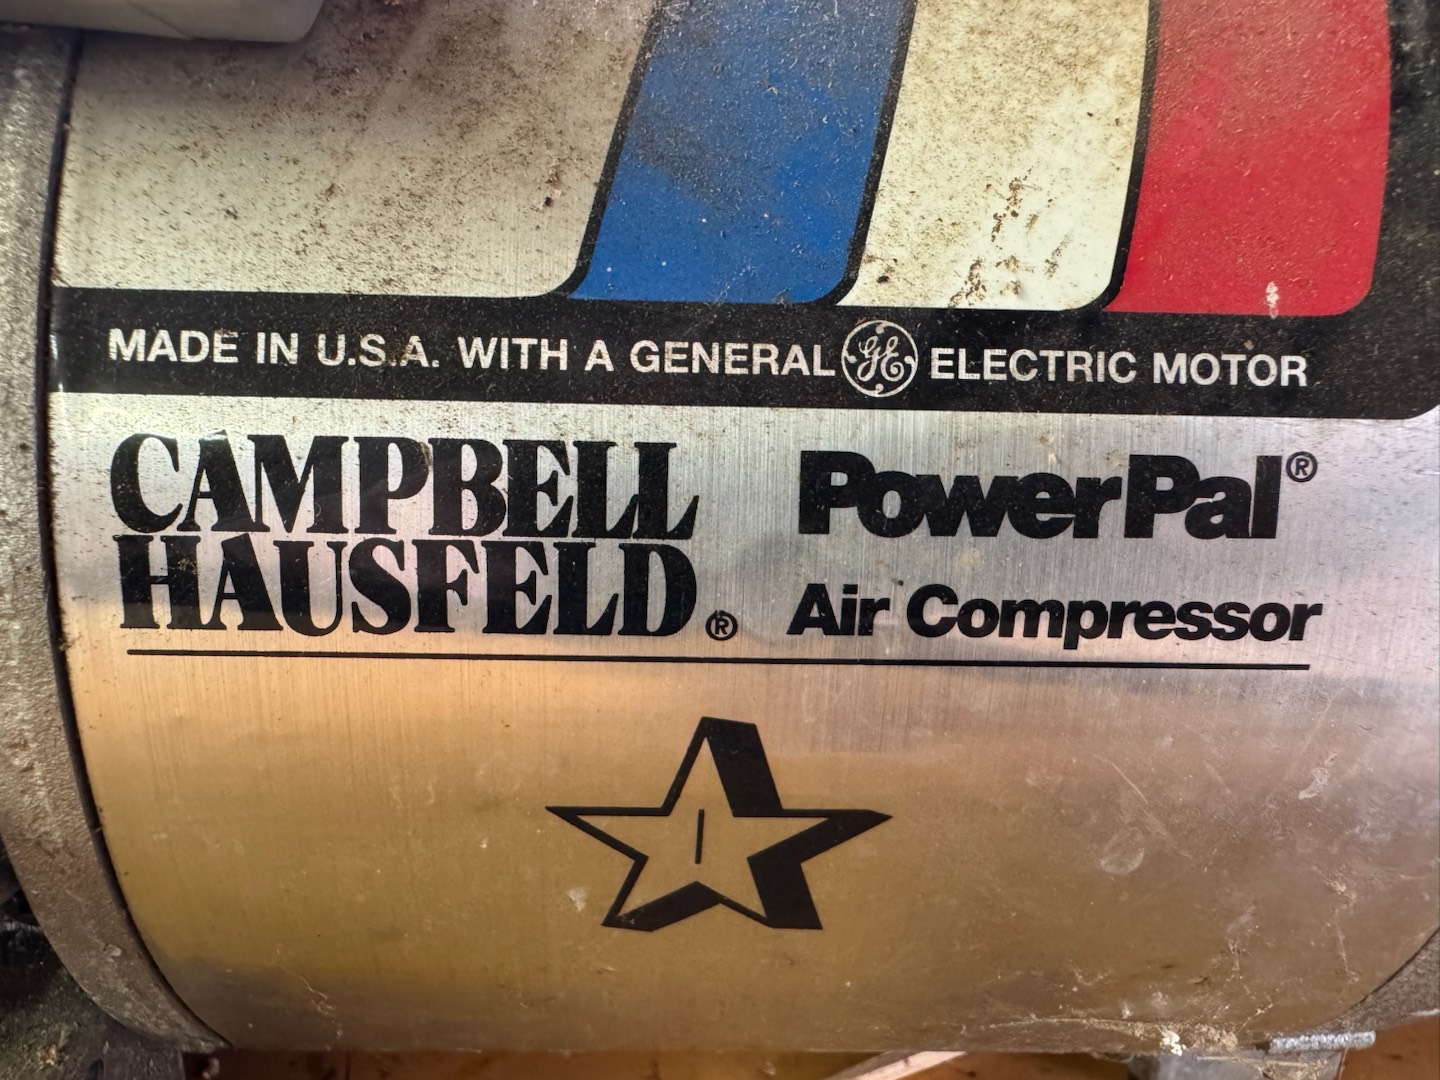 MADE IN U.S.A. WITH A GENERAL GE ELECTRIC MOTOR
CAMPBELL
HAUSFELD®
PowerPal®
Air Compressor